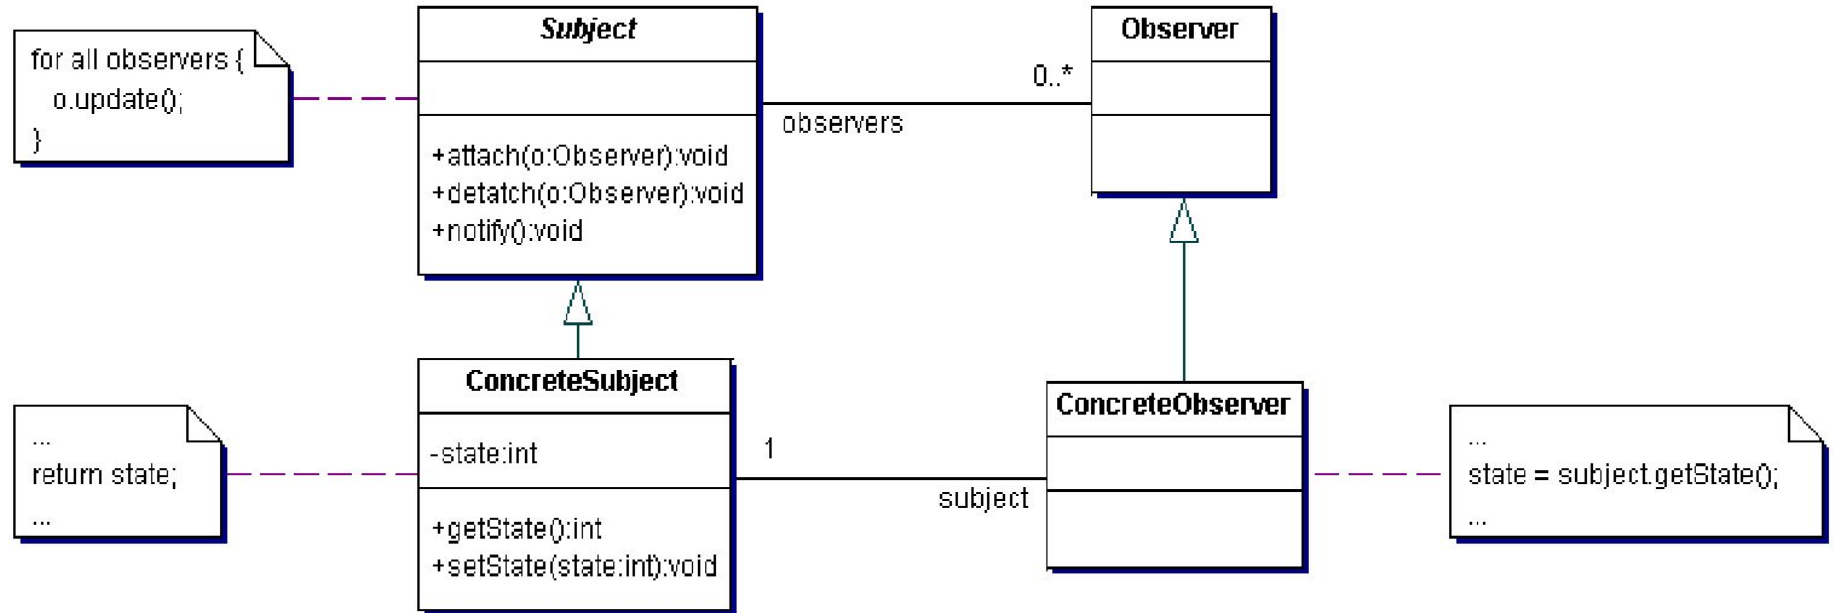 for all observers {
o.update();
}
Subject
+attach(o:Observer):void
+detatch(o:Observer):void
+notify():void
0..*
observers
Observer
...
return state;
...
ConcreteSubject
-state:int
+getState():int
+setState(state:int):void
1
subject
ConcreteObserver
...
state = subject.getState();
...